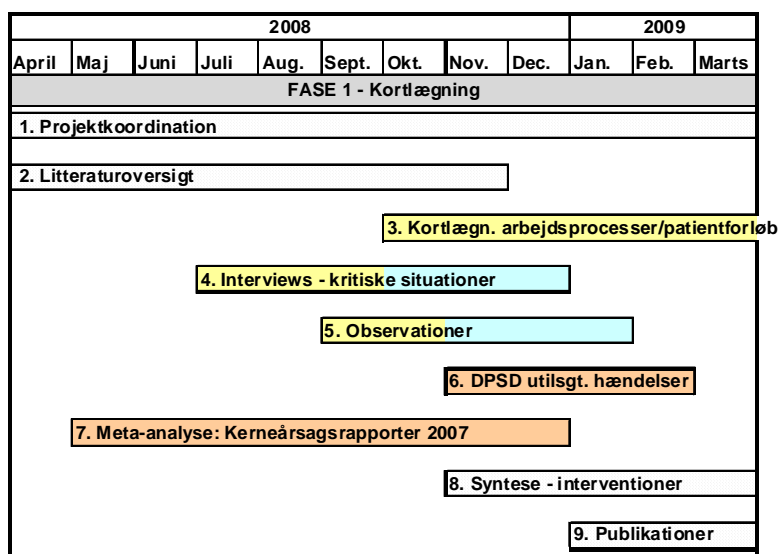 2008 2009
April Maj Juni Juli Aug. Sept. Okt. Nov. Dec. Jan. Feb. Marts
FASE 1 - Kortlægning
1. Projektkoordination
2. Litteraturoversigt
3. Kortlægn. arbejdsprocesser/patientforløb
4. Interviews - kritiske situationer
5. Observationer
6. DPSD utilsgt. hændelser
7. Meta-analyse: Kerneårsagsrapporter 2007
8. Syntese - interventioner
9. Publikationer